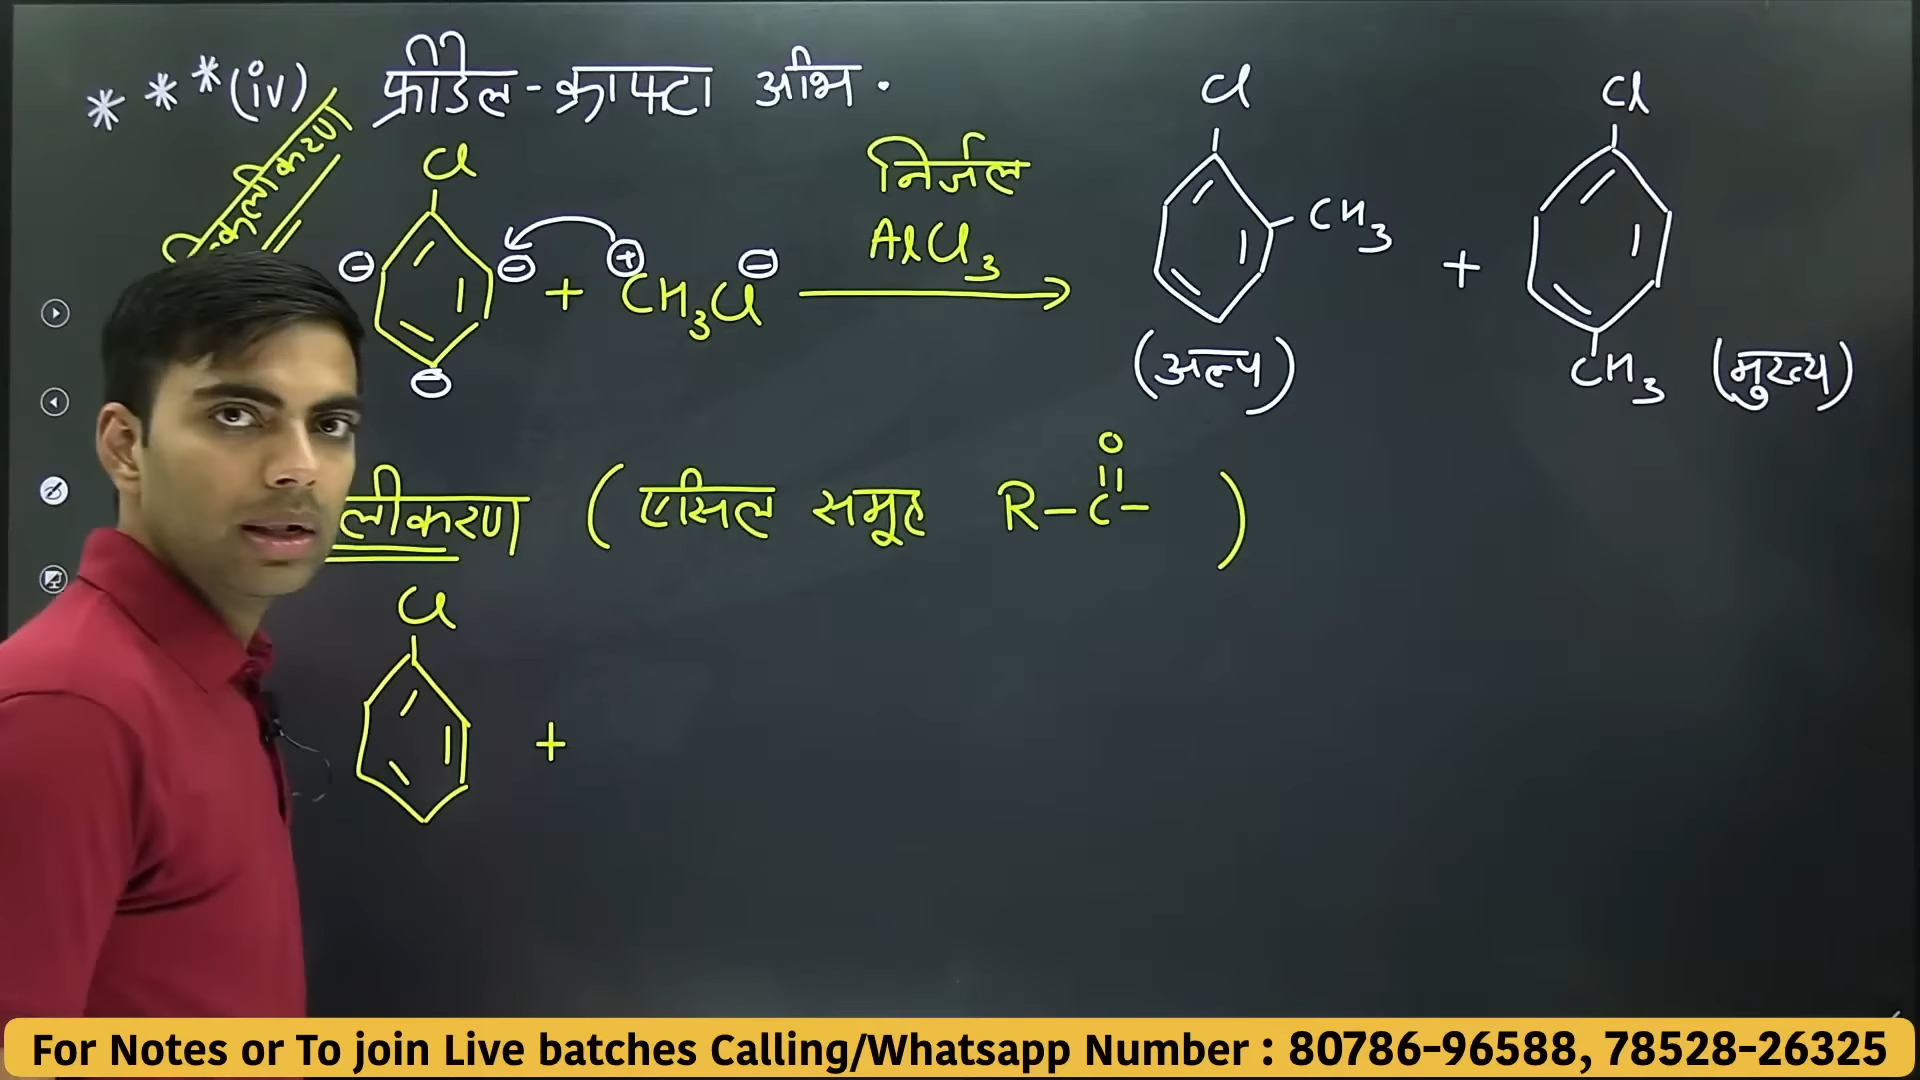 ***(iv) फ्रीडेल-क्राफ्टा अभि.
Cl
निर्जल
AlCl3
⊖ ⊖ + ⊕ CH3Cl ⊖ →
⊖
Cl
CH3
(अल्प)
+
Cl
CH3 (मुख्य)
लीकरण (एसिल समूह R-C- )
O
Cl
+
For Notes or To join Live batches Calling/Whatsapp Number : 80786-96588, 78528-26325